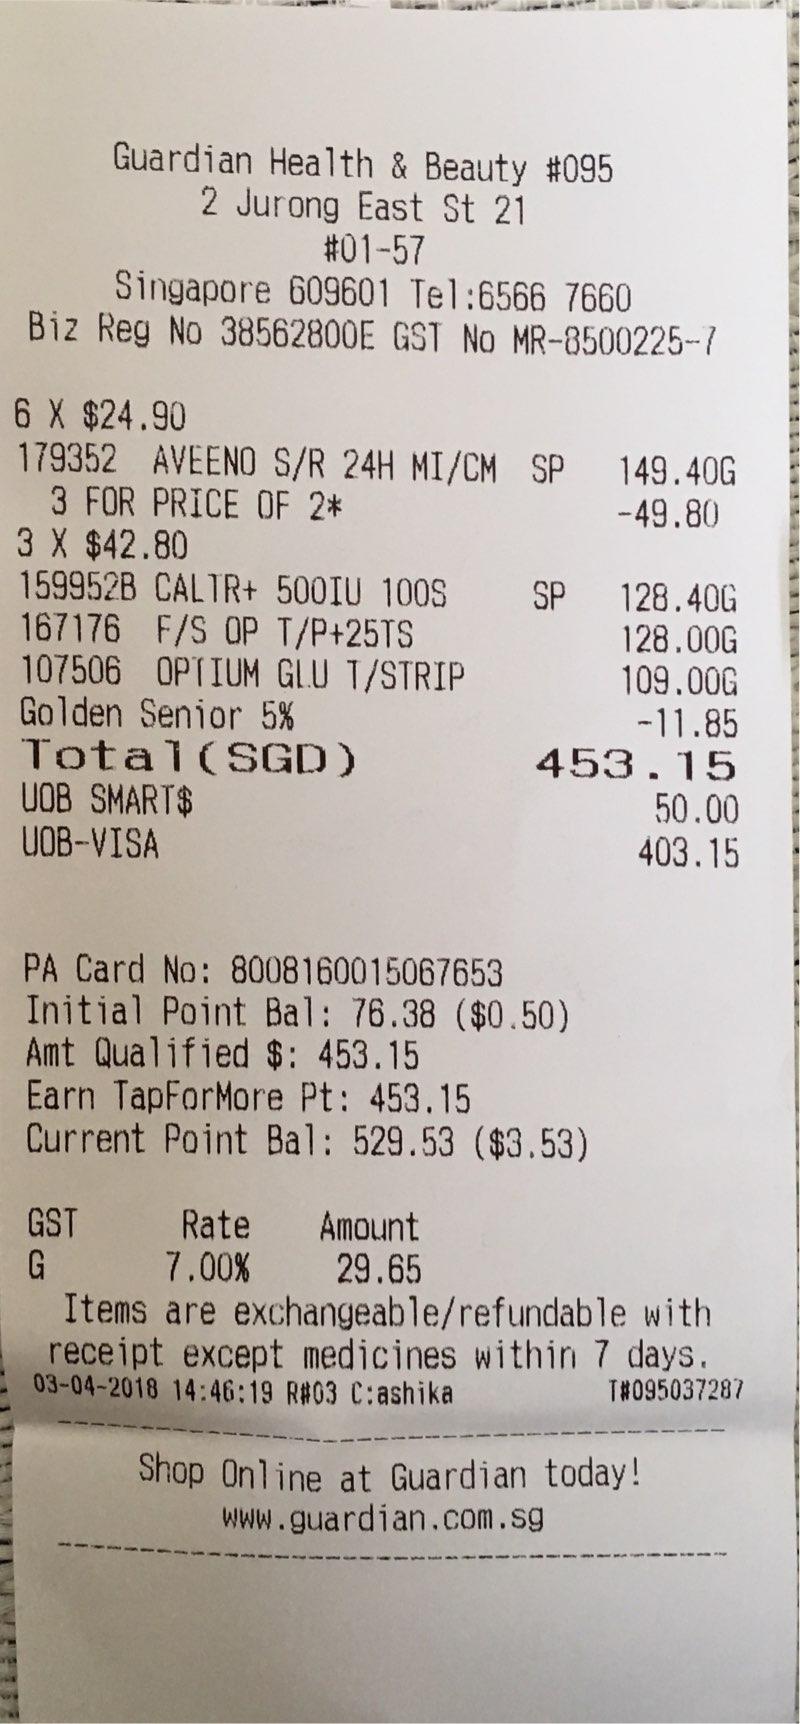 Guardian Health & Beauty #095
2 Jurong East St 21
#01-57
Singapore 609601 Tel:6566 7660
Biz Reg No 38562800E GST No MR-8500225-7
6 X $24.90
179352 AVEENO S/R 24H MI/CM SP 149.40G
3 FOR PRICE OF 2* -49.80
3 X $42.80
159952B CALTR+ 500IU 100S SP 128.40G
167176 F/S OP T/P+25TS 128.00G
107506 OPTIUM GLU T/STRIP 109.00G
Golden Senior 5% -11.85
Total(SGD) 453.15
UOB SMART$ 50.00
UOB-VISA 403.15
PA Card No: 8008160015067653
Initial Point Bal: 76.38 ($0.50)
Amt Qualified $: 453.15
Earn TapForMore Pt: 453.15
Current Point Bal: 529.53 ($3.53)
GST Rate Amount
G 7.00% 29.65
Items are exchangeable/refundable with
receipt except medicines within 7 days.
03-04-2018 14:46:19 R#03 C:ashika T#095037287
Shop Online at Guardian today!
www.guardian.com.sg